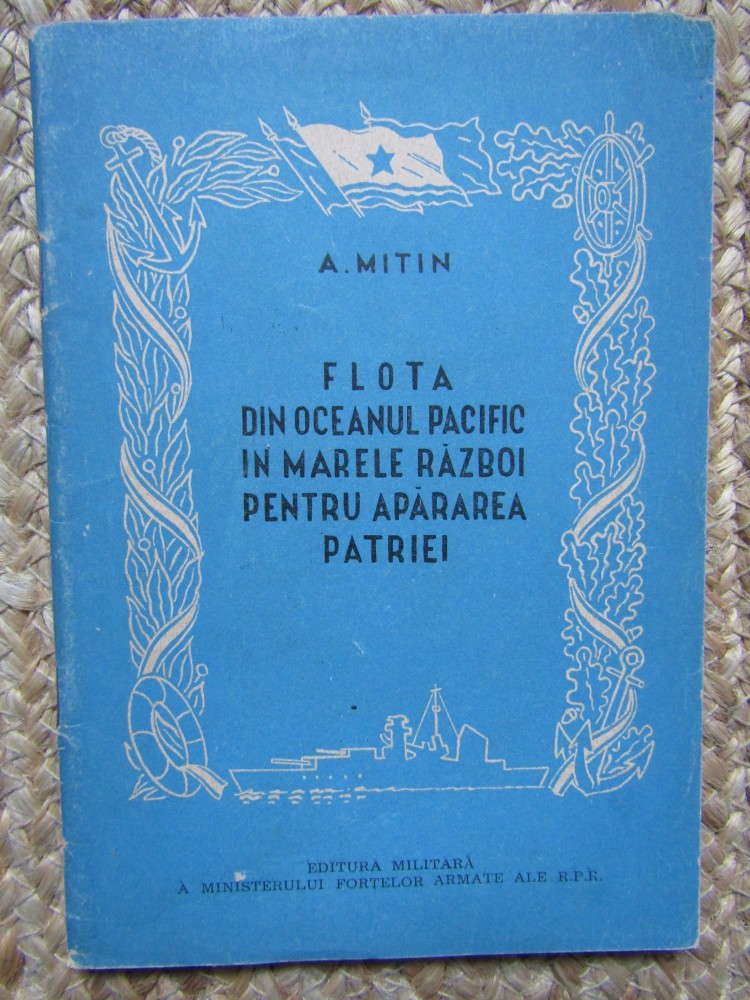 A. MITIN
FLOTA
DIN OCEANUL PACIFIC
IN MARELE RĂZBOI
PENTRU APĂRAREA
PATRIEI
EDITURA MILITARĂ
A MINISTERULUI FORȚELOR ARMATE ALE R.P.R.